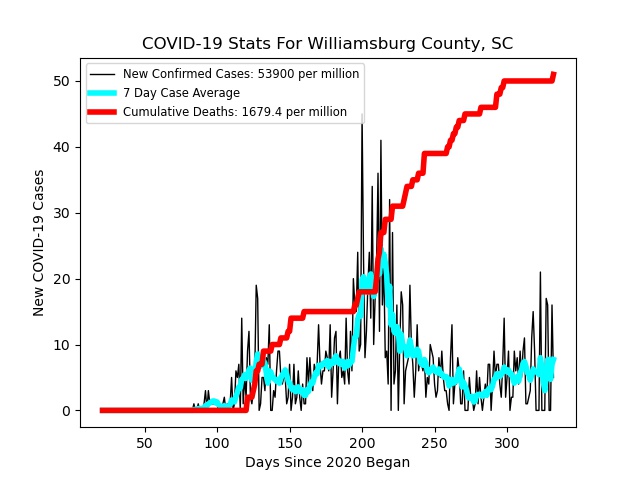 COVID-19 Stats For Williamsburg County, SC
New Confirmed Cases: 53900 per million
7 Day Case Average
Cumulative Deaths: 1679.4 per million
New COVID-19 Cases
50
40
30
20
10
0
50 100 150 200 250 300
Days Since 2020 Began